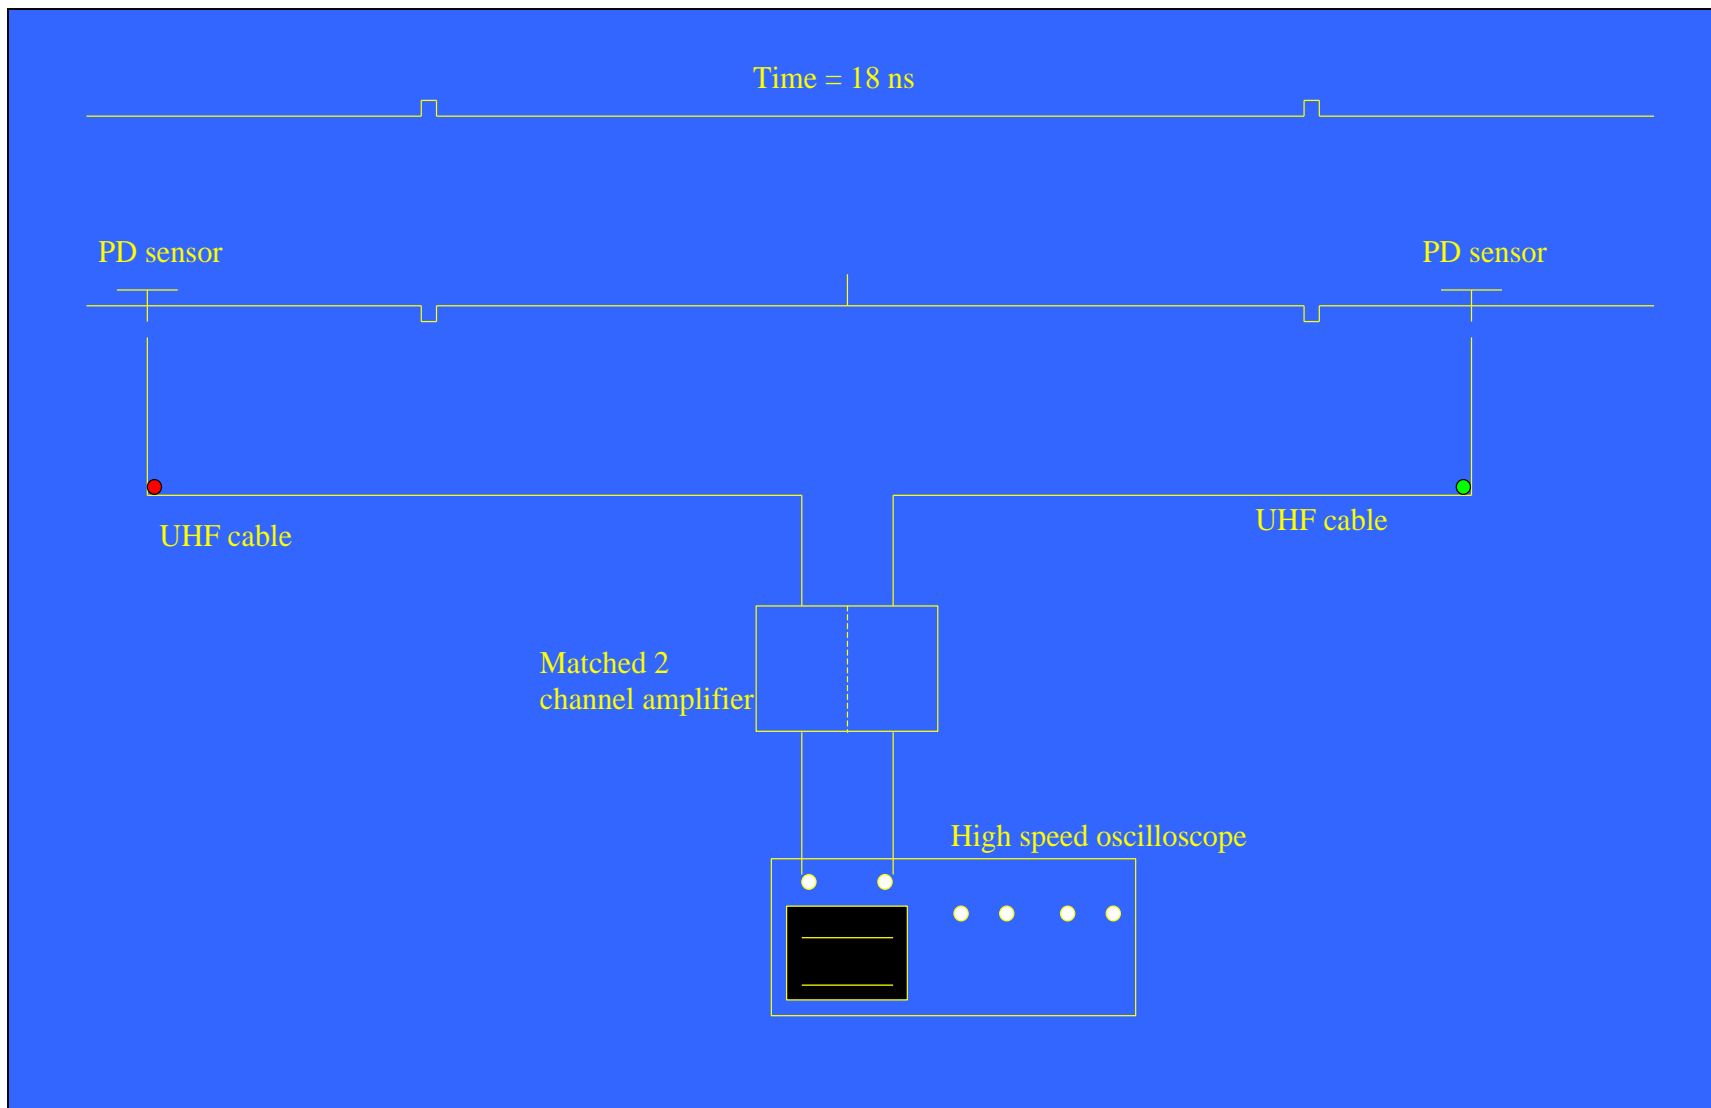 Time = 18 ns
PD sensor
PD sensor
UHF cable
UHF cable
Matched 2
channel amplifier
High speed oscilloscope